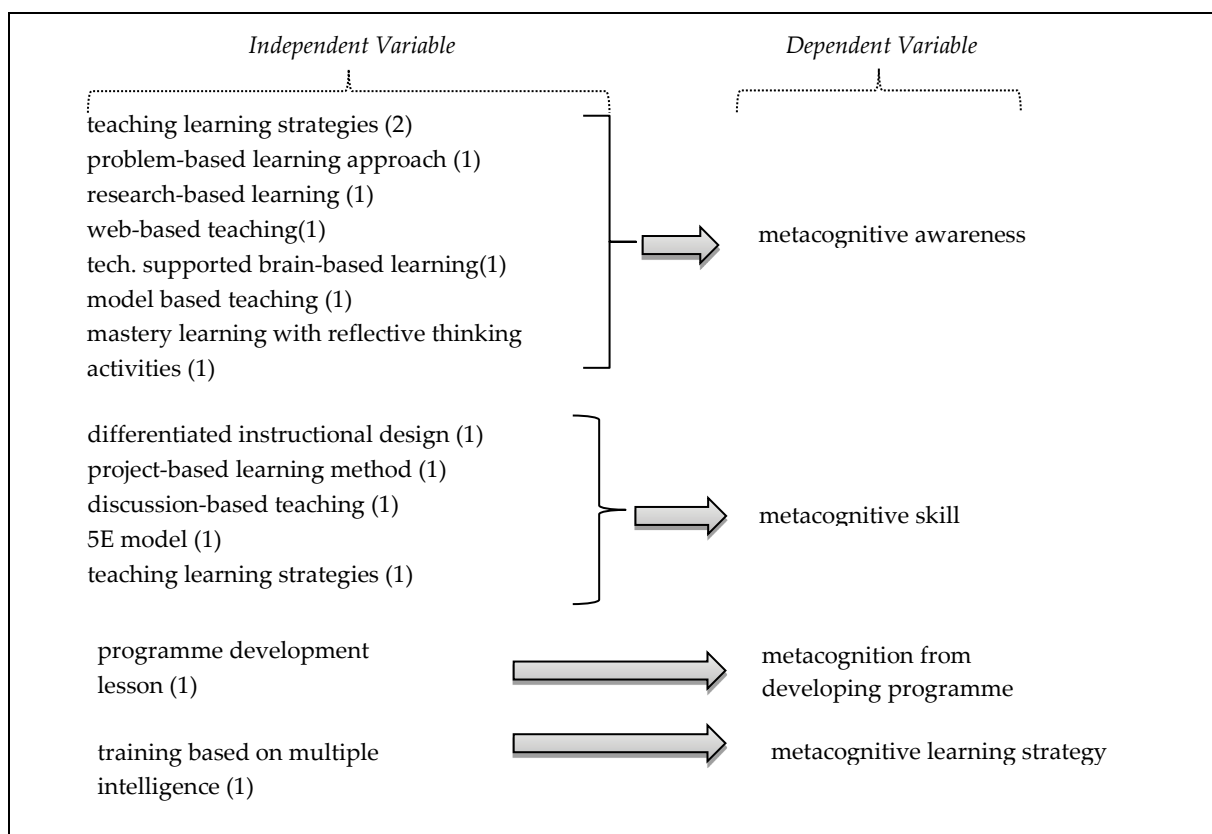 Independent Variable
Dependent Variable
teaching learning strategies (2)
problem-based learning approach (1)
research-based learning (1)
web-based teaching(1)
tech. supported brain-based learning(1)
model based teaching (1)
mastery learning with reflective thinking
activities (1)
metacognitive awareness
differentiated instructional design (1)
project-based learning method (1)
discussion-based teaching (1)
5E model (1)
teaching learning strategies (1)
metacognitive skill
programme development
lesson (1)
metacognition from
developing programme
training based on multiple
intelligence (1)
metacognitive learning strategy